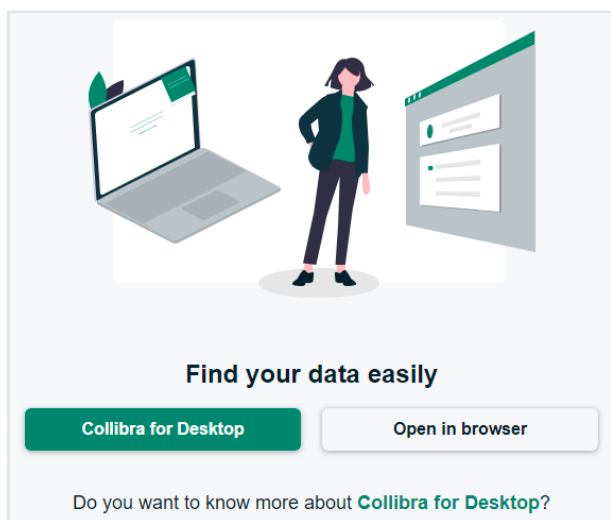 Find your data easily
Collibra for Desktop
Open in browser
Do you want to know more about Collibra for Desktop?